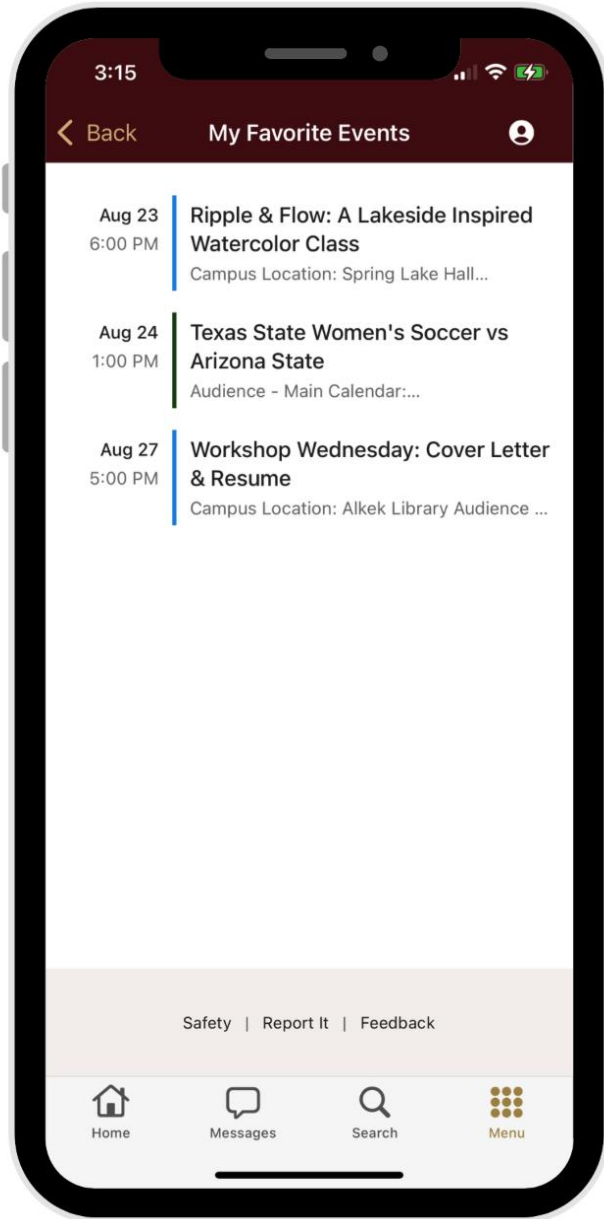 3:15
Back
My Favorite Events
Aug 23
6:00 PM
Ripple & Flow: A Lakeside Inspired
Watercolor Class
Campus Location: Spring Lake Hall...
Aug 24
1:00 PM
Texas State Women's Soccer vs
Arizona State
Audience - Main Calendar:...
Aug 27
5:00 PM
Workshop Wednesday: Cover Letter
& Resume
Campus Location: Alkek Library Audience ...
Safety | Report It | Feedback
Home
Messages
Search
Menu